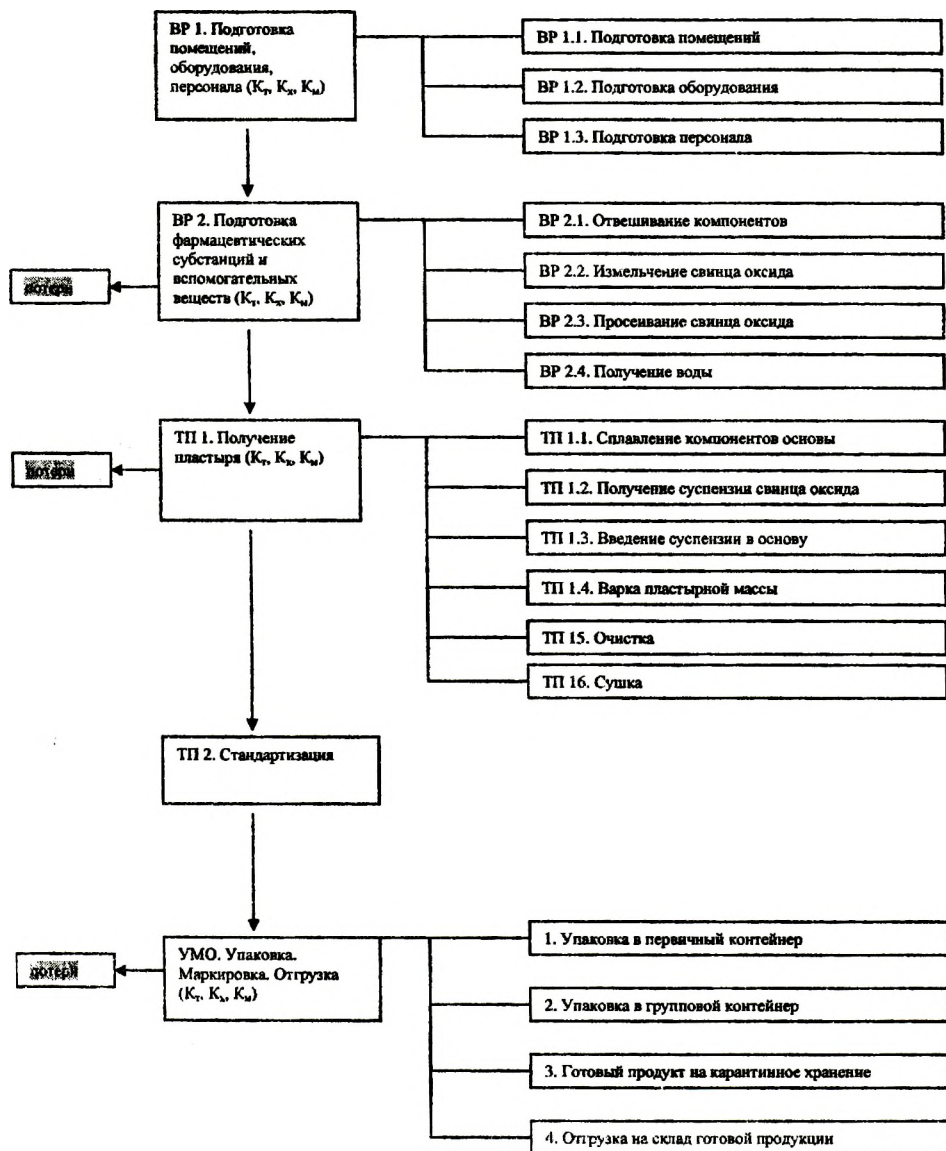 ВР 1. Подготовка
помещений,
оборудования,
персонала (Кт, Кх, Км)
ВР 1.1. Подготовка помещений
ВР 1.2. Подготовка оборудования
ВР 1.3. Подготовка персонала
ВР 2. Подготовка
фармацевтических
субстанций и
вспомогательных
веществ (Кт, Кх, Км)
потери
ВР 2.1. Отвешивание компонентов
ВР 2.2. Измельчение свинца оксида
ВР 2.3. Просеивание свинца оксида
ВР 2.4. Получение воды
ТП 1. Получение
пластыря (Кт, Кх, Км)
потери
ТП 1.1. Сплавление компонентов основы
ТП 1.2. Получение суспензии свинца оксида
ТП 1.3. Введение суспензии в основу
ТП 1.4. Варка пластырной массы
ТП 15. Очистка
ТП 16. Сушка
ТП 2. Стандартизация
УМО. Упаковка.
Маркировка. Отгрузка
(Кт, Кх, Км)
потери
1. Упаковка в первичный контейнер
2. Упаковка в групповой контейнер
3. Готовый продукт на карантинное хранение
4. Отгрузка на склад готовой продукции